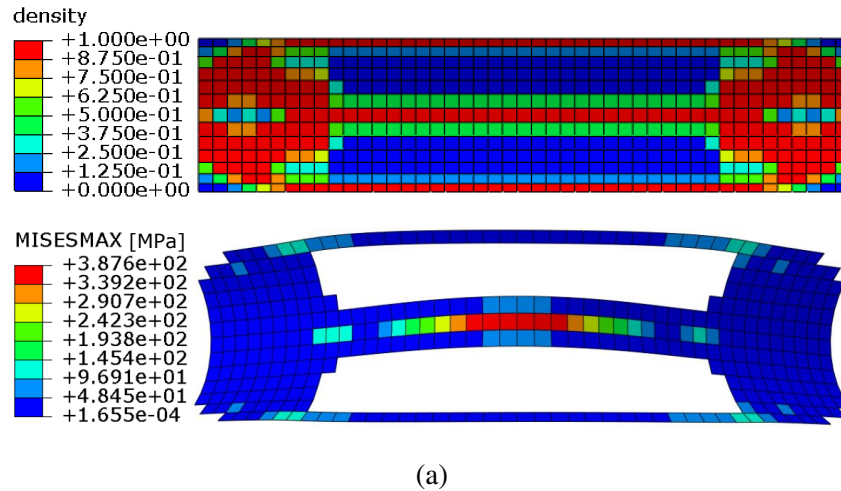 density
+1.000e+00
+8.750e-01
+7.500e-01
+6.250e-01
+5.000e-01
+3.750e-01
+2.500e-01
+1.250e-01
+0.000e+00
MISESMAX [MPa]
+3.876e+02
+3.392e+02
+2.907e+02
+2.423e+02
+1.938e+02
+1.454e+02
+9.691e+01
+4.845e+01
+1.655e-04
(a)